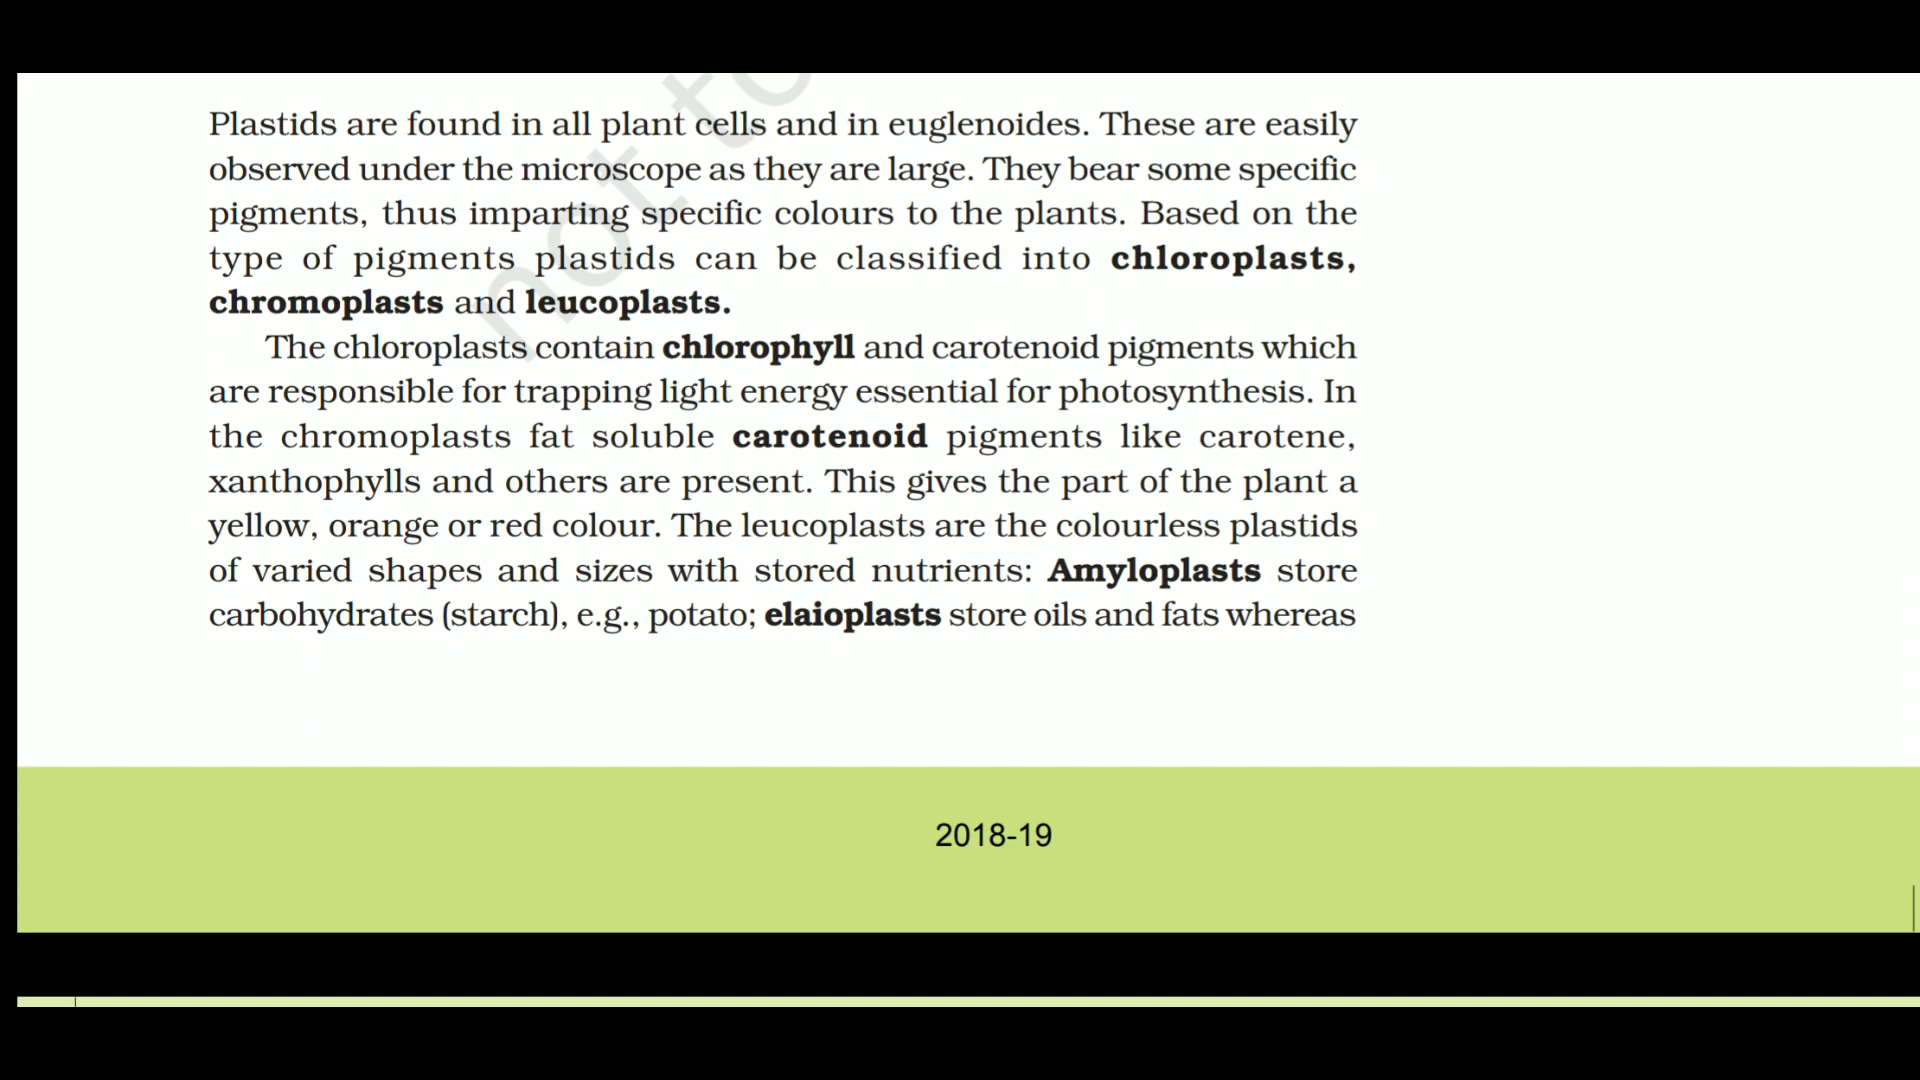 not to
Plastids are found in all plant cells and in euglenoides. These are easily
observed under the microscope as they are large. They bear some specific
pigments, thus imparting specific colours to the plants. Based on the
type of pigments plastids can be classified into chloroplasts,
chromoplasts and leucoplasts.
The chloroplasts contain chlorophyll and carotenoid pigments which
are responsible for trapping light energy essential for photosynthesis. In
the chromoplasts fat soluble carotenoid pigments like carotene,
xanthophylls and others are present. This gives the part of the plant a
yellow, orange or red colour. The leucoplasts are the colourless plastids
of varied shapes and sizes with stored nutrients: Amyloplasts store
carbohydrates (starch), e.g., potato; elaioplasts store oils and fats whereas
2018-19